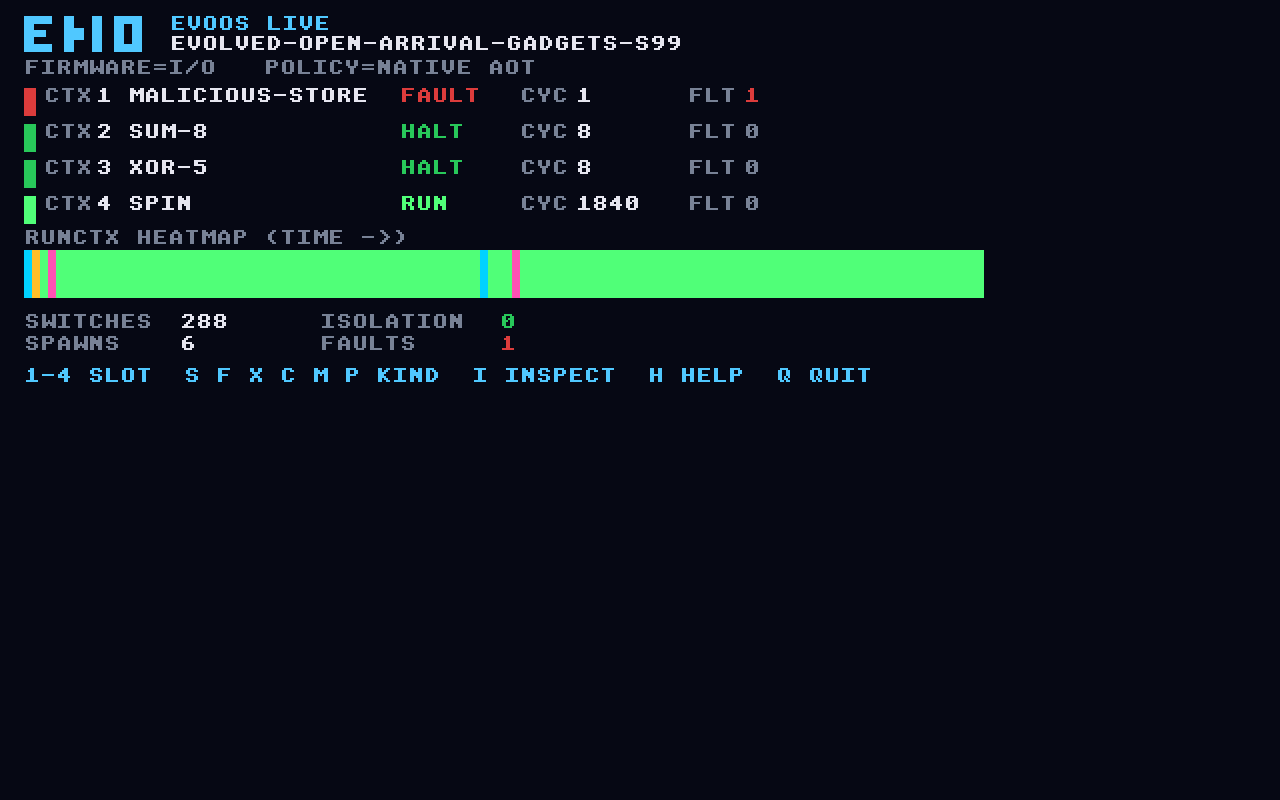 EVO EVOOS LIVE
EVOLVED-OPEN-ARRIVAL-GADGETS-S99
FIRMWARE=I/O POLICY=NATIVE AOT
CTX 1 MALICIOUS-STORE FAULT CYC 1 FLT 1
CTX 2 SUM-8 HALT CYC 8 FLT 0
CTX 3 XOR-5 HALT CYC 8 FLT 0
CTX 4 SPIN RUN CYC 1840 FLT 0
RUNCTX HEATMAP (TIME ->)
SWITCHES 288 ISOLATION 0
SPAWNS 6 FAULTS 1
1-4 SLOT S F X C M P KIND I INSPECT H HELP Q QUIT